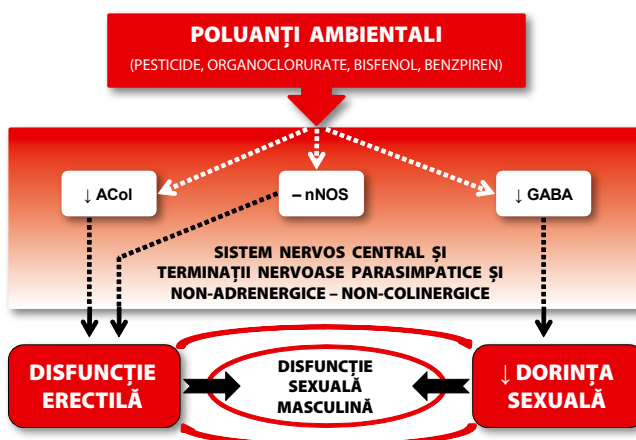 POLUANȚI AMBIENTALI
(PESTICIDE, ORGANOCLORURATE, BISFENOL, BENZPIREN)
↓ ACol
– nNOS
↓ GABA
SISTEM NERVOS CENTRAL ȘI
TERMINAȚII NERVOASE PARASIMPATICE ȘI
NON-ADRENERGICE – NON-COLINERGICE
DISFUNCȚIE
ERECTILĂ
DISFUNCȚIE
SEXUALĂ
MASCULINĂ
↓ DORINȚA
SEXUALĂ